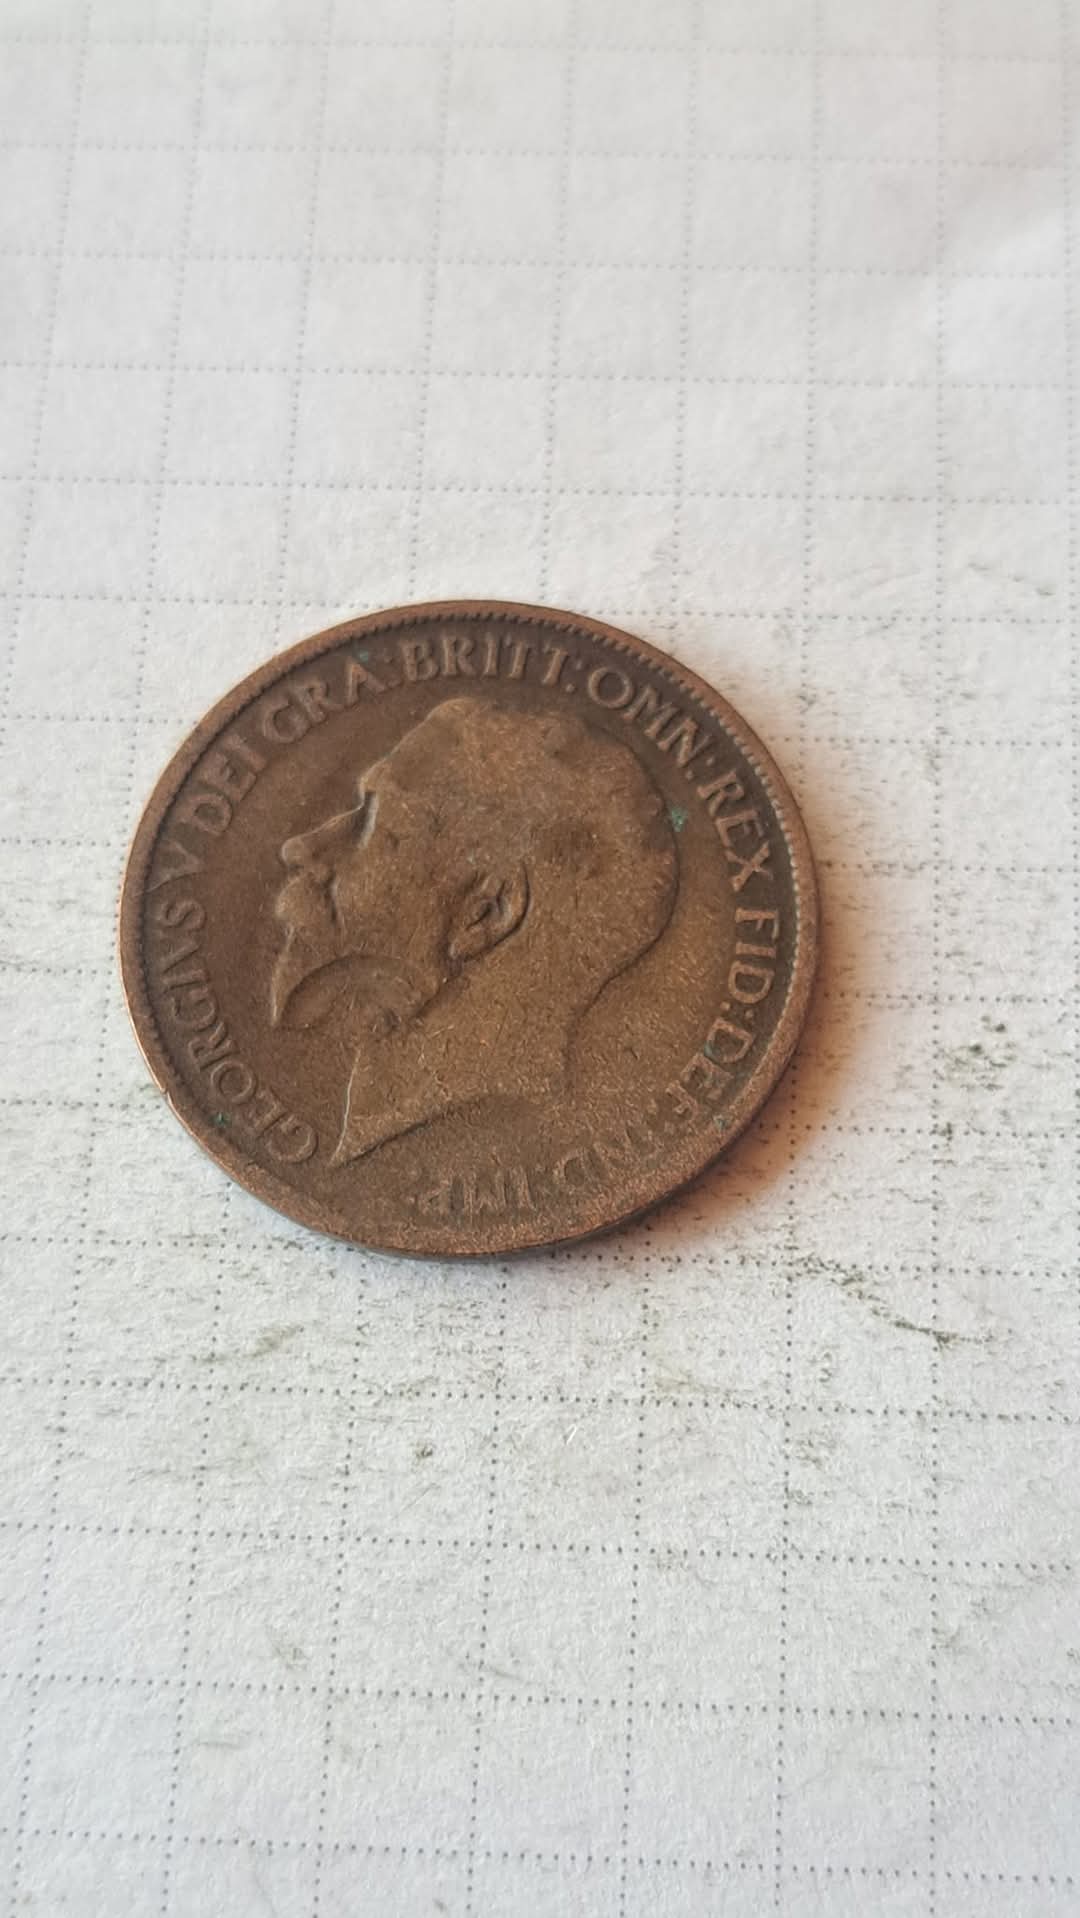 GEORGIVS V DEI GRA:BRITT:OMN:REX FID:DEF:IND:IMP: